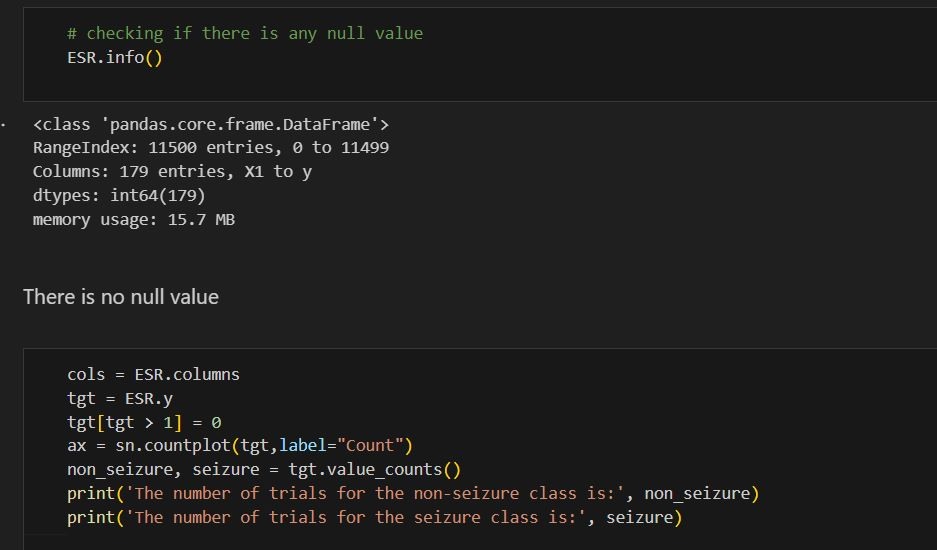 # checking if there is any null value
ESR.info()
<class 'pandas.core.frame.DataFrame'>
RangeIndex: 11500 entries, 0 to 11499
Columns: 179 entries, X1 to y
dtypes: int64(179)
memory usage: 15.7 MB
There is no null value
cols = ESR.columns
tgt = ESR.y
tgt[tgt > 1] = 0
ax = sn.countplot(tgt,label="Count")
non_seizure, seizure = tgt.value_counts()
print('The number of trials for the non-seizure class is:', non_seizure)
print('The number of trials for the seizure class is:', seizure)